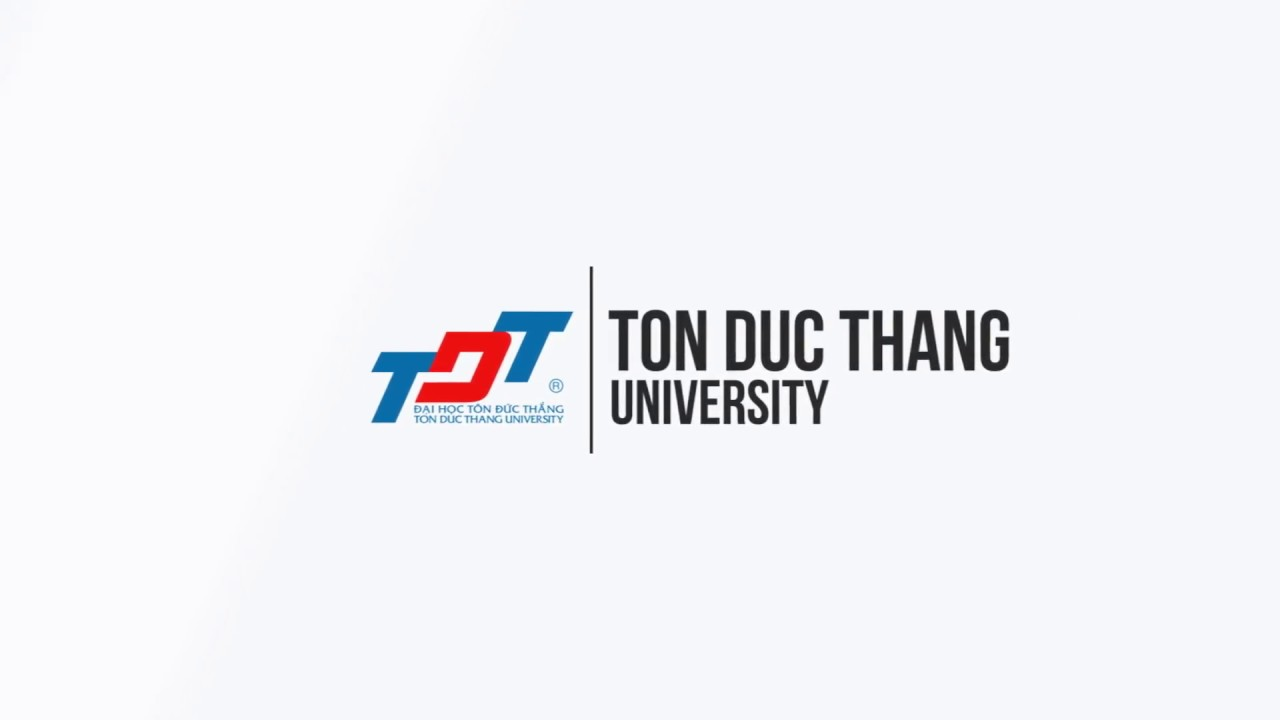 TDT
®
ĐẠI HỌC TÔN ĐỨC THẮNG
TON DUC THANG UNIVERSITY
TON DUC THANG
UNIVERSITY